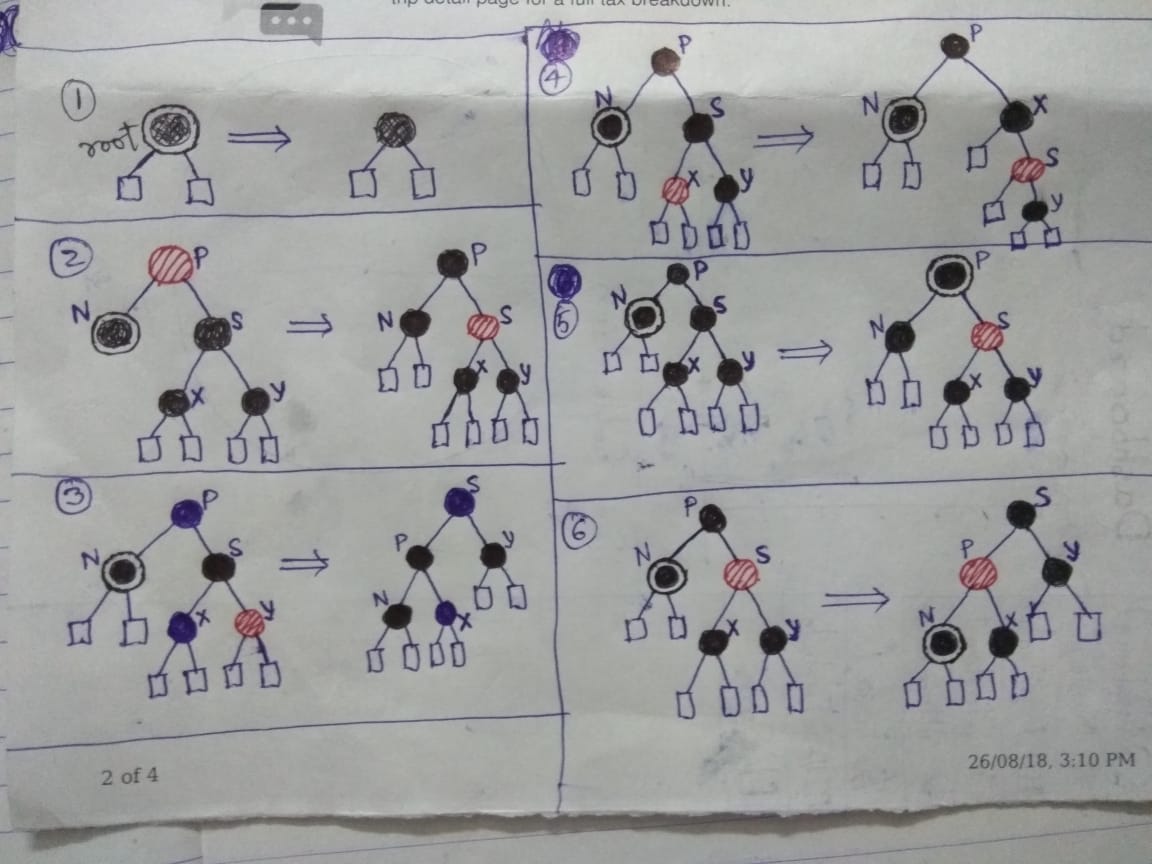 trip detail page for a full tax breakdown.
1
root
2
P
N S
X Y
P
N S
X Y
3
P
N S
X Y
S
P Y
N X
4
P
N S
X Y
P
N X
S
Y
5
P
N S
X Y
P
N S
X Y
6
P
N S
X Y
S
P Y
N X
2 of 4
26/08/18, 3:10 PM